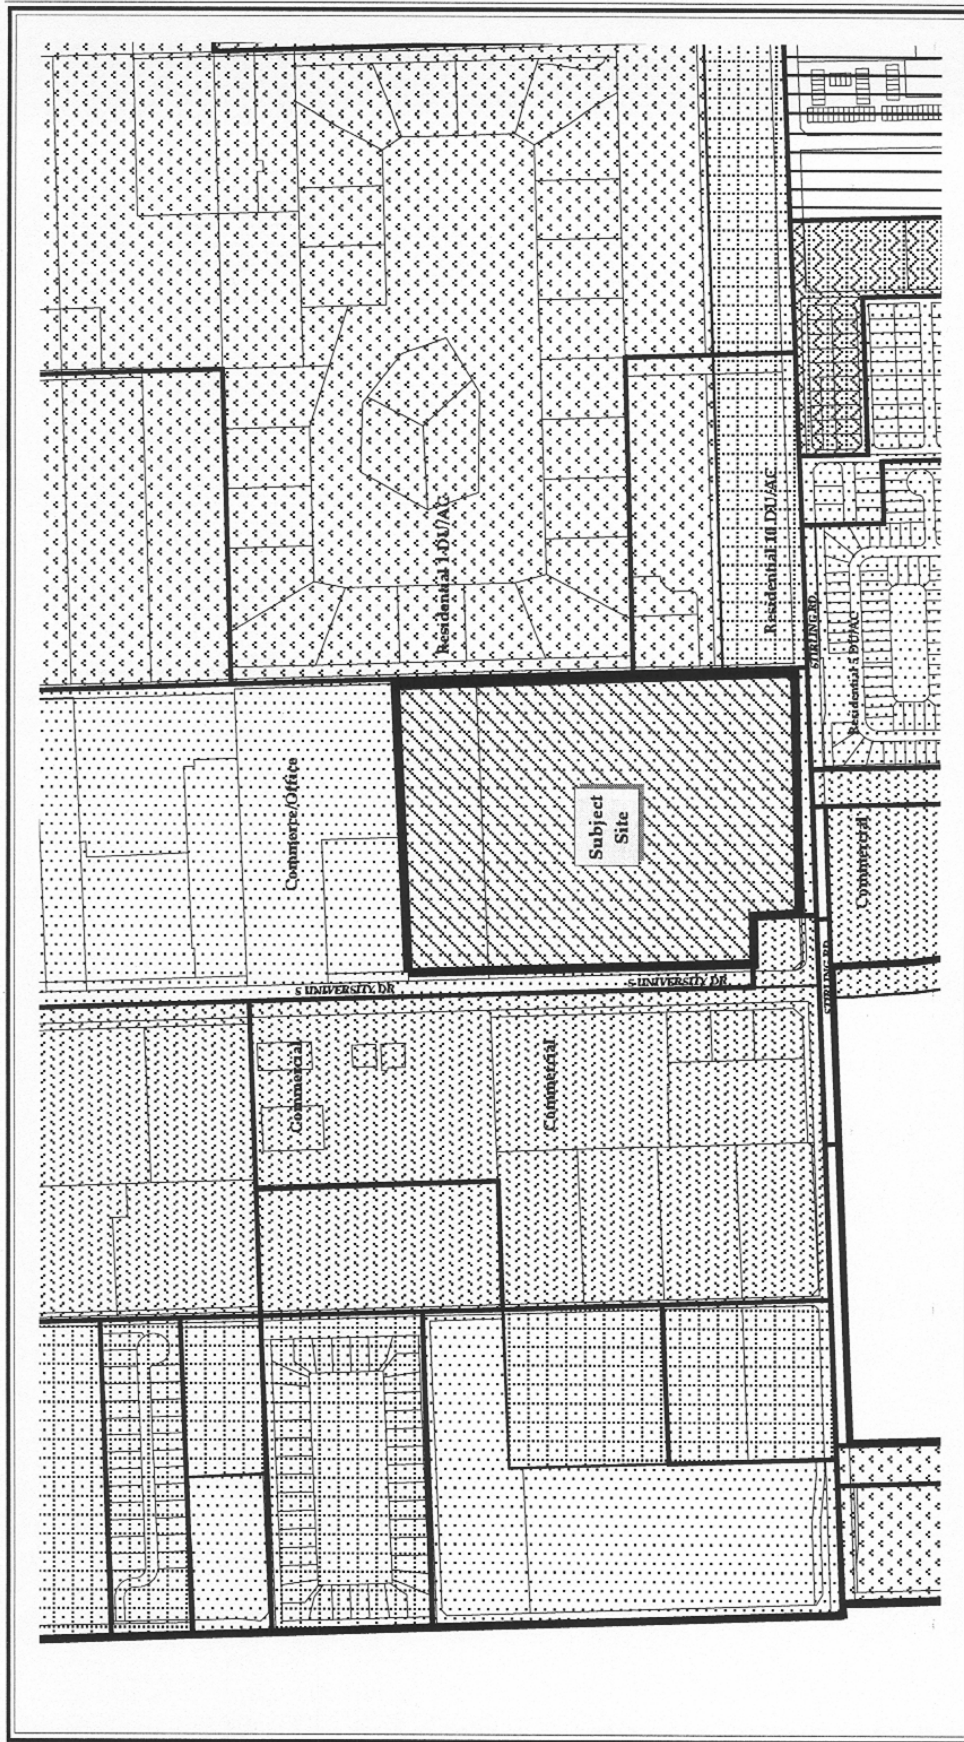 Residential 1 DU/AC
Residential 10 DU/AC
STIRLING RD
Residential 5 DU/AC
Commerce/Office
Subject
Site
Commercial
S UNIVERSITY DR
S UNIVERSITY DR
STIRLING RD
Commercial
Commercial